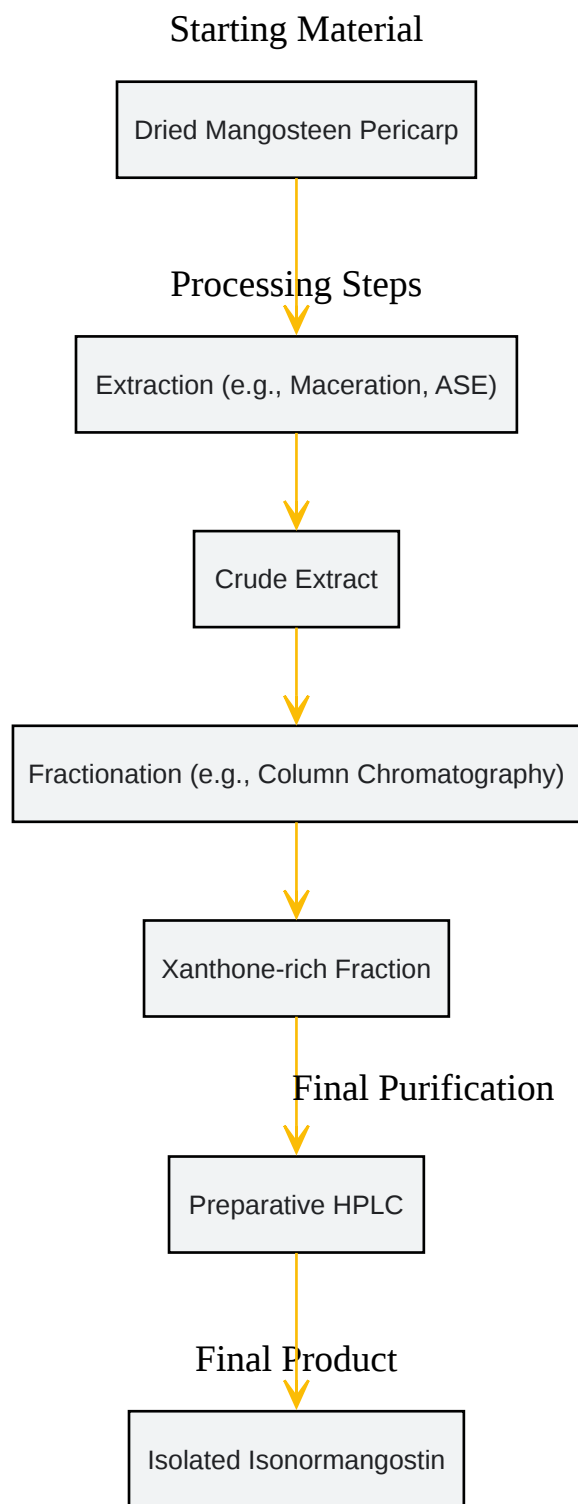 Starting Material
Dried Mangosteen Pericarp
Processing Steps
Extraction (e.g., Maceration, ASE)
Crude Extract
Fractionation (e.g., Column Chromatography)
Xanthone-rich Fraction
Final Purification
Preparative HPLC
Final Product
Isolated Isonormangostin